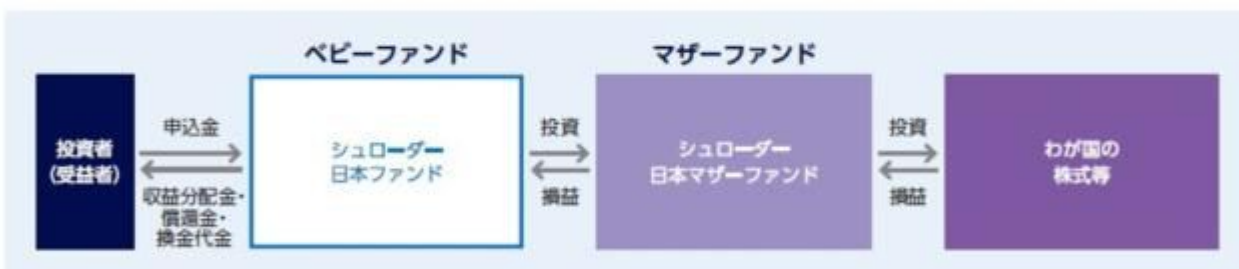 ベビーファンド
マザーファンド
投資者
(受益者)
申込金
収益分配金・
償還金・
換金代金
シュローダー
日本ファンド
投資
損益
シュローダー
日本マザーファンド
投資
損益
わが国の
株式等